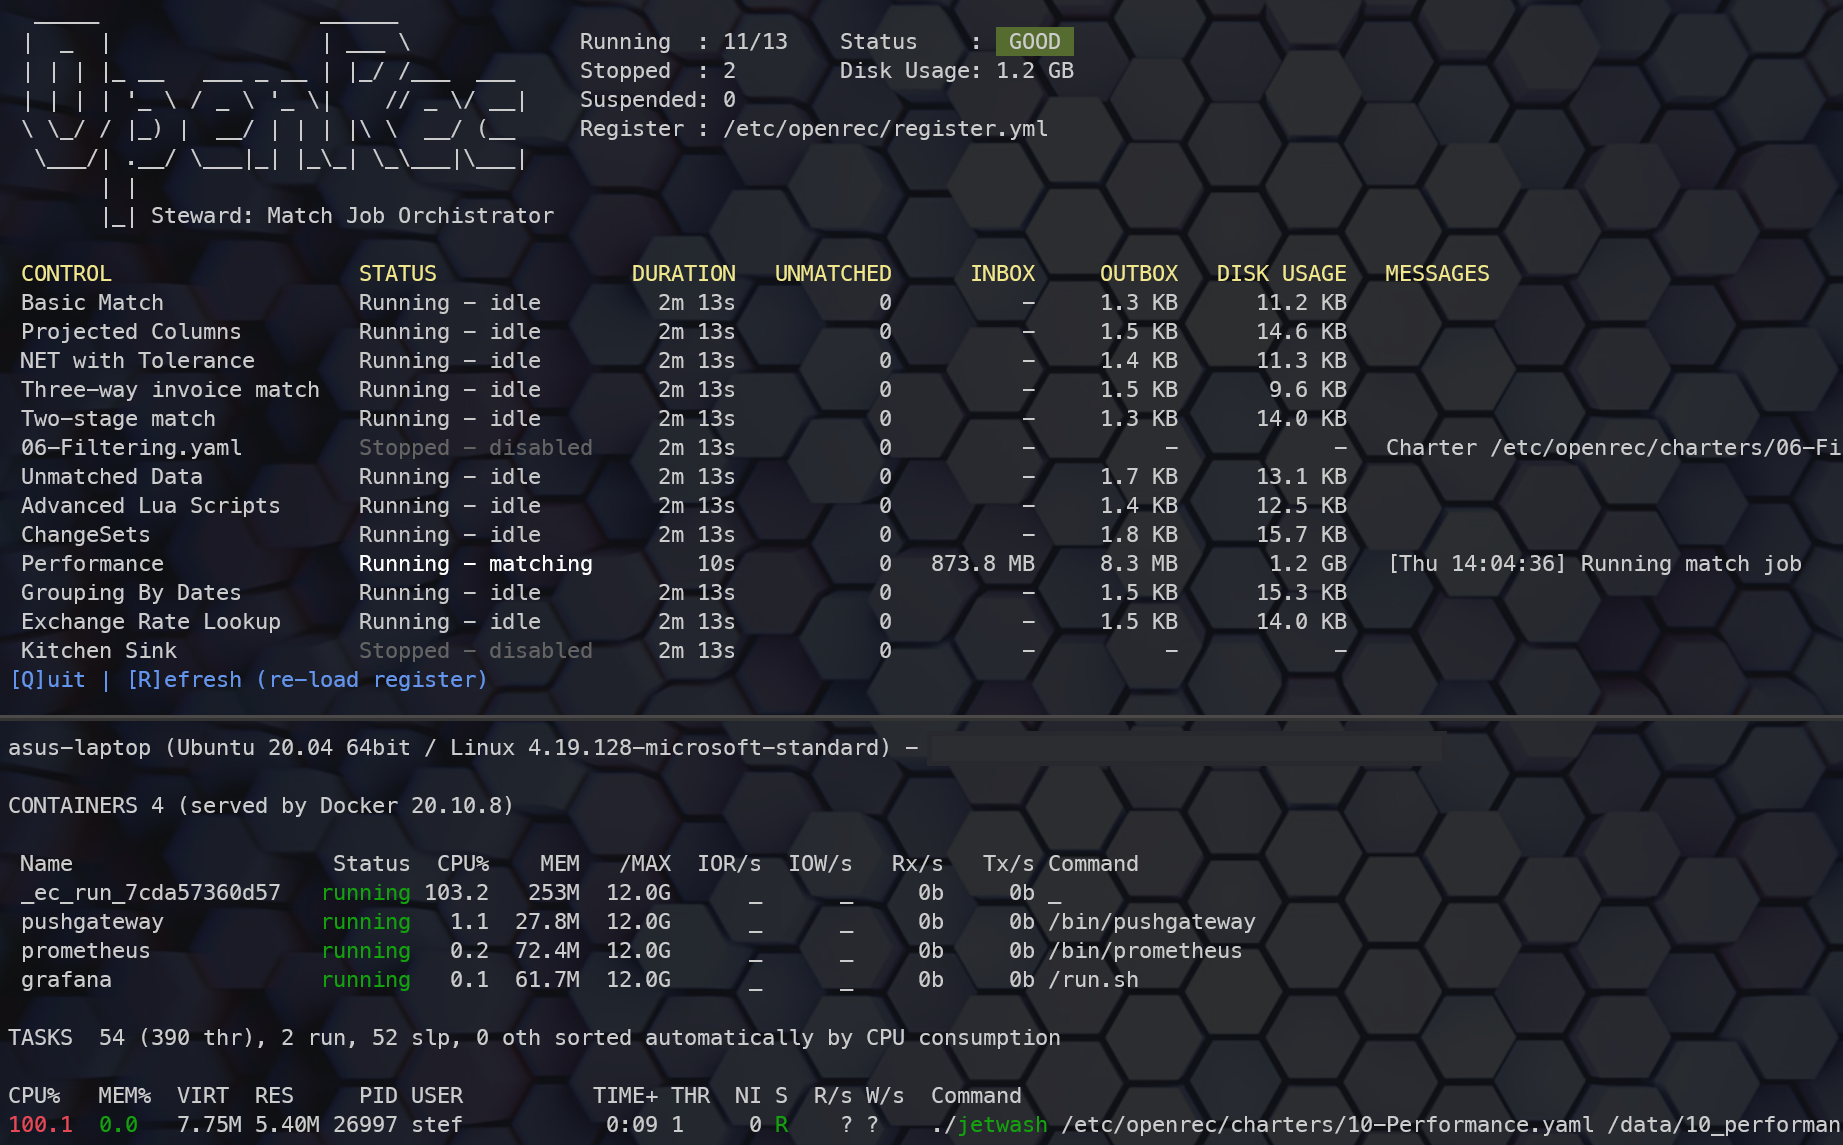 Running  : 11/13    Status    : GOOD
Stopped  : 2        Disk Usage: 1.2 GB
Suspended: 0
Register : /etc/openrec/register.yml
OpenRec
Steward: Match Job Orchistrator
CONTROL STATUS DURATION UNMATCHED INBOX OUTBOX DISK USAGE MESSAGES
Basic Match Running - idle 2m 13s 0 - 1.3 KB 11.2 KB
Projected Columns Running - idle 2m 13s 0 - 1.5 KB 14.6 KB
NET with Tolerance Running - idle 2m 13s 0 - 1.4 KB 11.3 KB
Three-way invoice match Running - idle 2m 13s 0 - 1.5 KB 9.6 KB
Two-stage match Running - idle 2m 13s 0 - 1.3 KB 14.0 KB
06-Filtering.yaml Stopped - disabled 2m 13s 0 - - - Charter /etc/openrec/charters/06-Fi
Unmatched Data Running - idle 2m 13s 0 - 1.7 KB 13.1 KB
Advanced Lua Scripts Running - idle 2m 13s 0 - 1.4 KB 12.5 KB
ChangeSets Running - idle 2m 13s 0 - 1.8 KB 15.7 KB
Performance Running - matching 10s 0 873.8 MB 8.3 MB 1.2 GB [Thu 14:04:36] Running match job
Grouping By Dates Running - idle 2m 13s 0 - 1.5 KB 15.3 KB
Exchange Rate Lookup Running - idle 2m 13s 0 - 1.5 KB 14.0 KB
Kitchen Sink Stopped - disabled 2m 13s 0 - - -
[Q]uit | [R]efresh (re-load register)
asus-laptop (Ubuntu 20.04 64bit / Linux 4.19.128-microsoft-standard) -
CONTAINERS 4 (served by Docker 20.10.8)
Name Status CPU% MEM /MAX IOR/s IOW/s Rx/s Tx/s Command
_ec_run_7cda57360d57 running 103.2 253M 12.0G _ _ 0b 0b _
pushgateway running 1.1 27.8M 12.0G _ _ 0b 0b /bin/pushgateway
prometheus running 0.2 72.4M 12.0G _ _ 0b 0b /bin/prometheus
grafana running 0.1 61.7M 12.0G _ _ 0b 0b /run.sh
TASKS 54 (390 thr), 2 run, 52 slp, 0 oth sorted automatically by CPU consumption
CPU% MEM% VIRT RES PID USER TIME+ THR NI S R/s W/s Command
100.1 0.0 7.75M 5.40M 26997 stef 0:09 1 0 R ? ? ./jetwash /etc/openrec/charters/10-Performance.yaml /data/10_performan